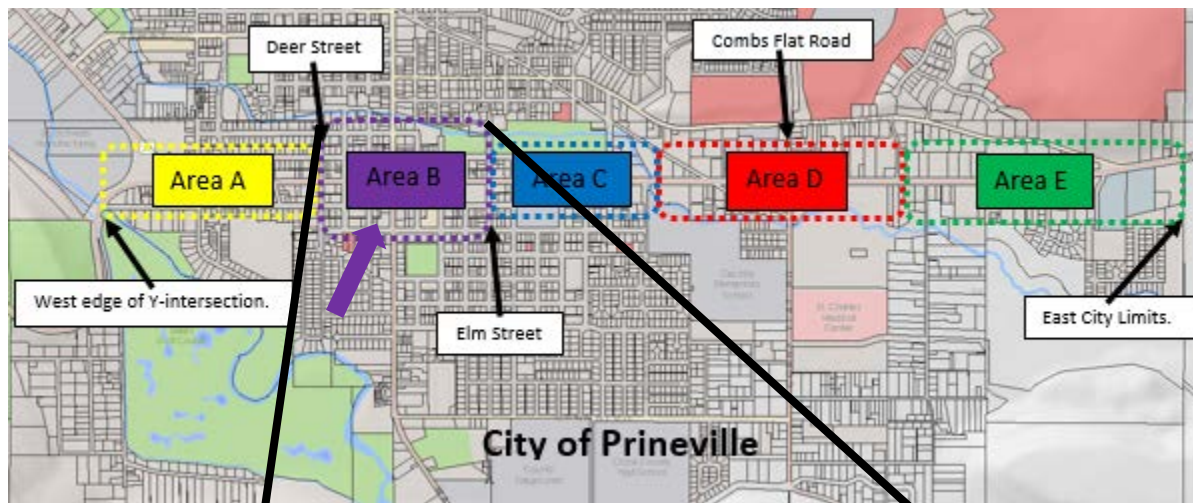 Deer Street
Combs Flat Road
Area A
Area B
Area C
Area D
Area E
West edge of Y-intersection.
Elm Street
East City Limits.
City of Prineville